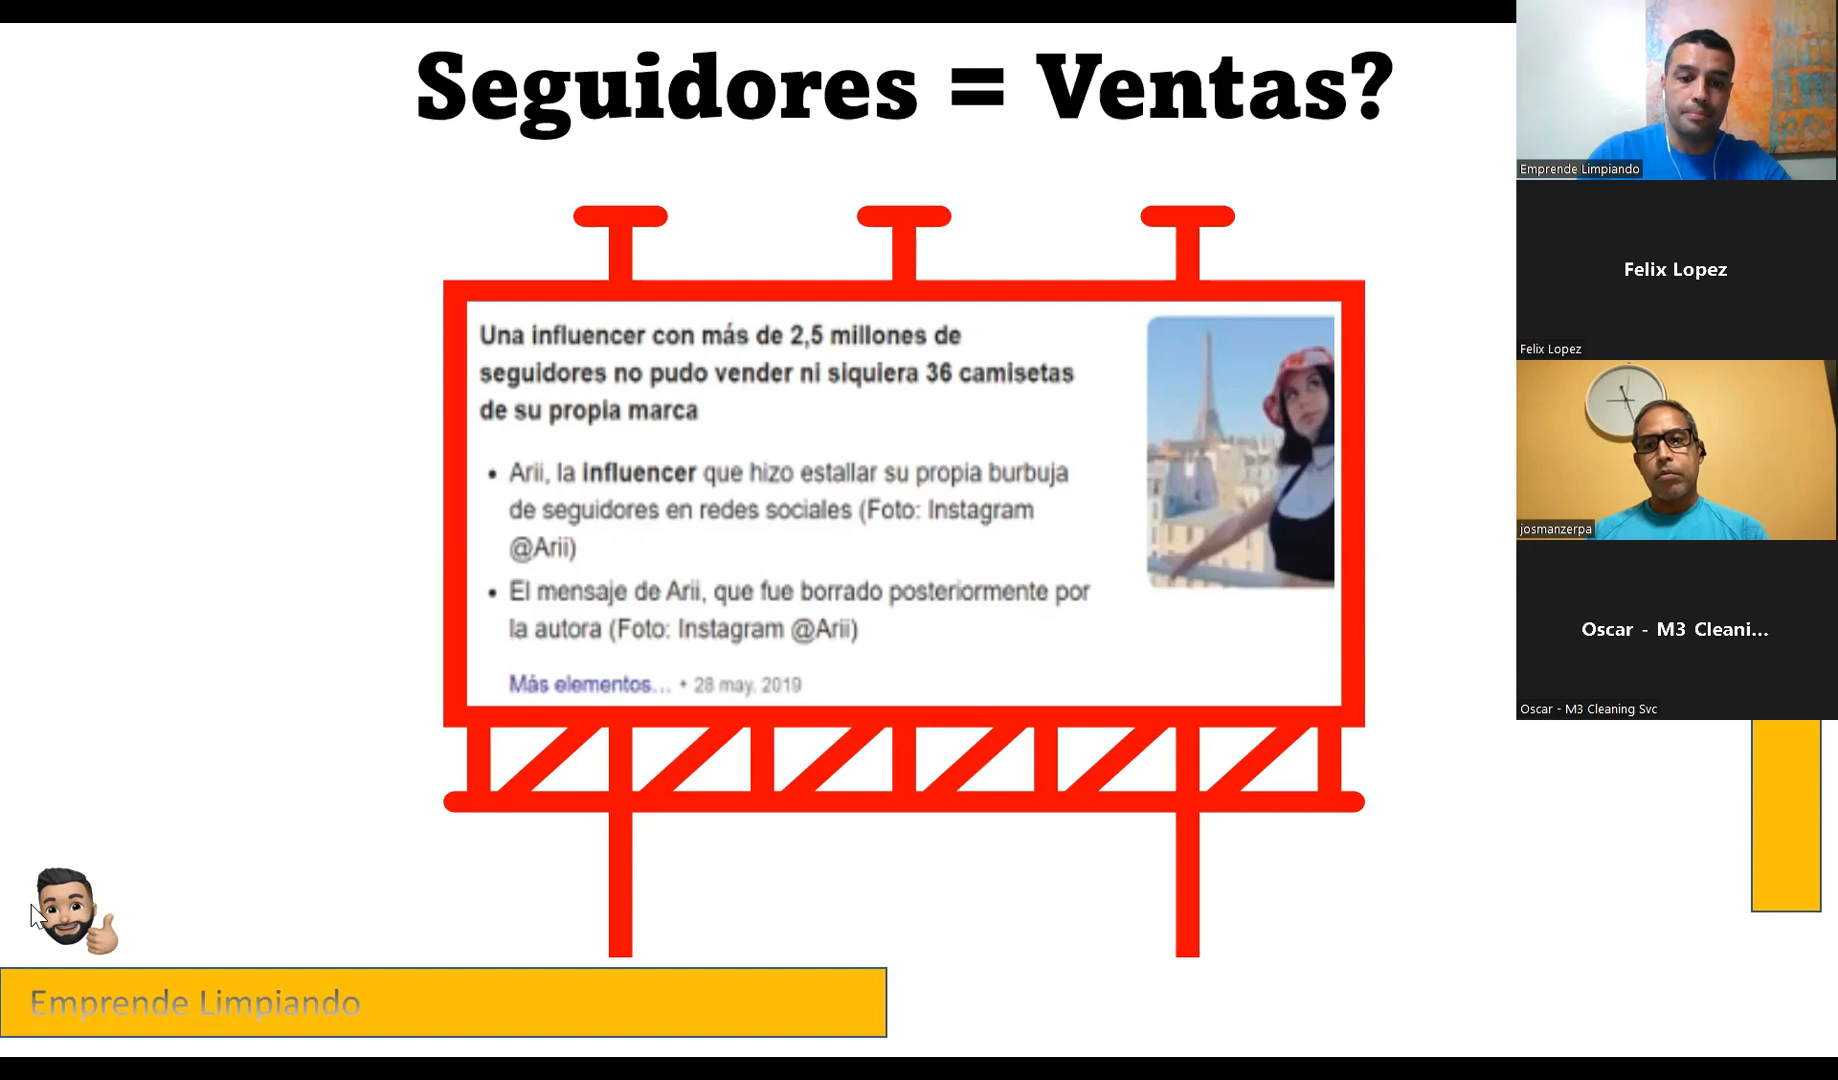 Seguidores = Ventas?
Una influencer con más de 2,5 millones de
seguidores no pudo vender ni siquiera 36 camisetas
de su propia marca
• Arii, la influencer que hizo estallar su propia burbuja
de seguidores en redes sociales (Foto: Instagram
@Arii)
• El mensaje de Arii, que fue borrado posteriormente por
la autora (Foto: Instagram @Arii)
Más elementos... • 28 may. 2019
Emprende Limpiando
Emprende Limpiando
Felix Lopez
Felix Lopez
josmanzerpa
Oscar - M3 Cleani...
Oscar - M3 Cleaning Svc